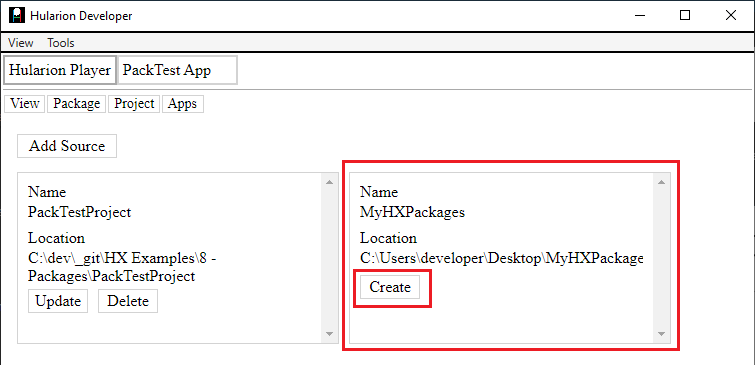 Hularion Developer
View Tools
Hularion Player PackTest App
View Package Project Apps
Add Source
Name
PackTestProject
Location
C:\dev\_git\HX Examples\8 -
Packages\PackTestProject
Update Delete
Name
MyHXPackages
Location
C:\Users\developer\Desktop\MyHXPackage
Create